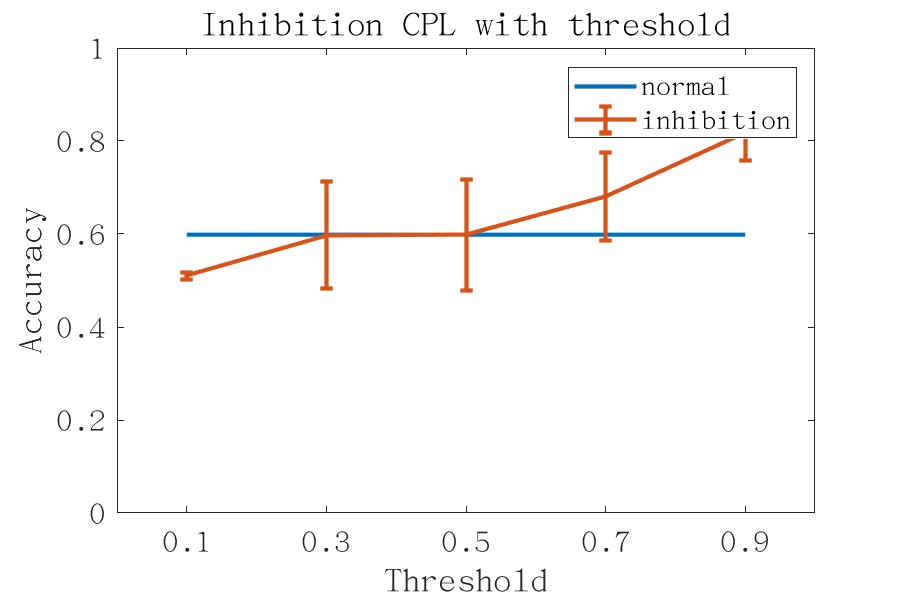 Inhibition CPL with threshold
1
normal
inhibition
0.8
0.6
0.4
0.2
0
Accuracy
0.1 0.3 0.5 0.7 0.9
Threshold